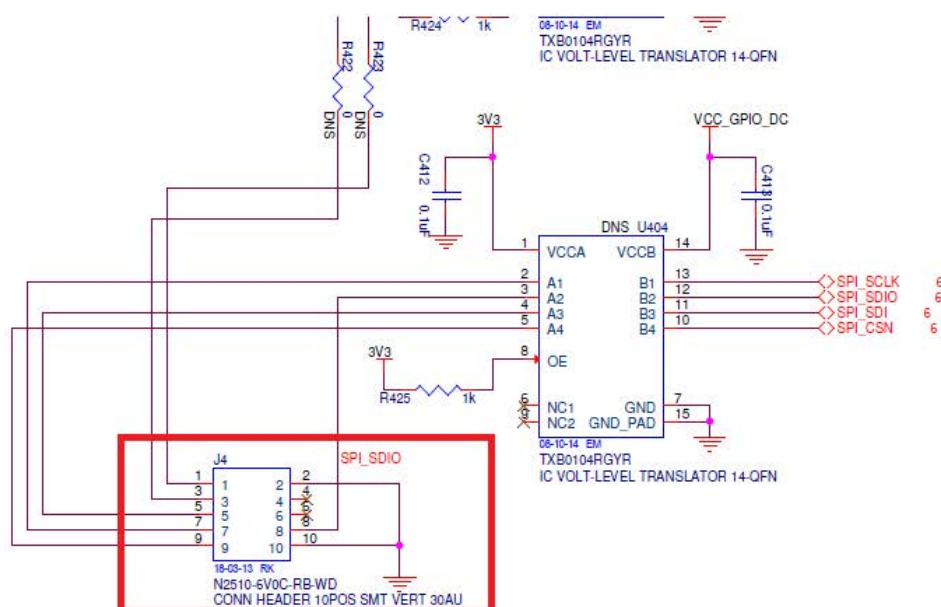 R424 1k
08-10-14 EM
TXB0104RGYR
IC VOLT-LEVEL TRANSLATOR 14-QFN
R422 R423
0 0
DNS DNS
3V3 VCC_GPIO_DC
C412 0.1uF
C413 0.1uF
DNS U404
1 VCCA VCCB 14
2 A1 B1 13 SPI_SCLK 6
3 A2 B2 12 SPI_SDIO 6
4 A3 B3 11 SPI_SDI 6
5 A4 B4 10 SPI_CSN 6
3V3
8 OE
R425 1k
6 NC1 GND 7
9 NC2 GND_PAD 15
08-10-14 EM
TXB0104RGYR
IC VOLT-LEVEL TRANSLATOR 14-QFN
J4 SPI_SDIO
1 1 2 2
3 3 4 4
5 5 6 6
7 7 8 8
9 9 10 10
18-03-13 RK
N2510-6V0C-RB-WD
CONN HEADER 10POS SMT VERT 30AU